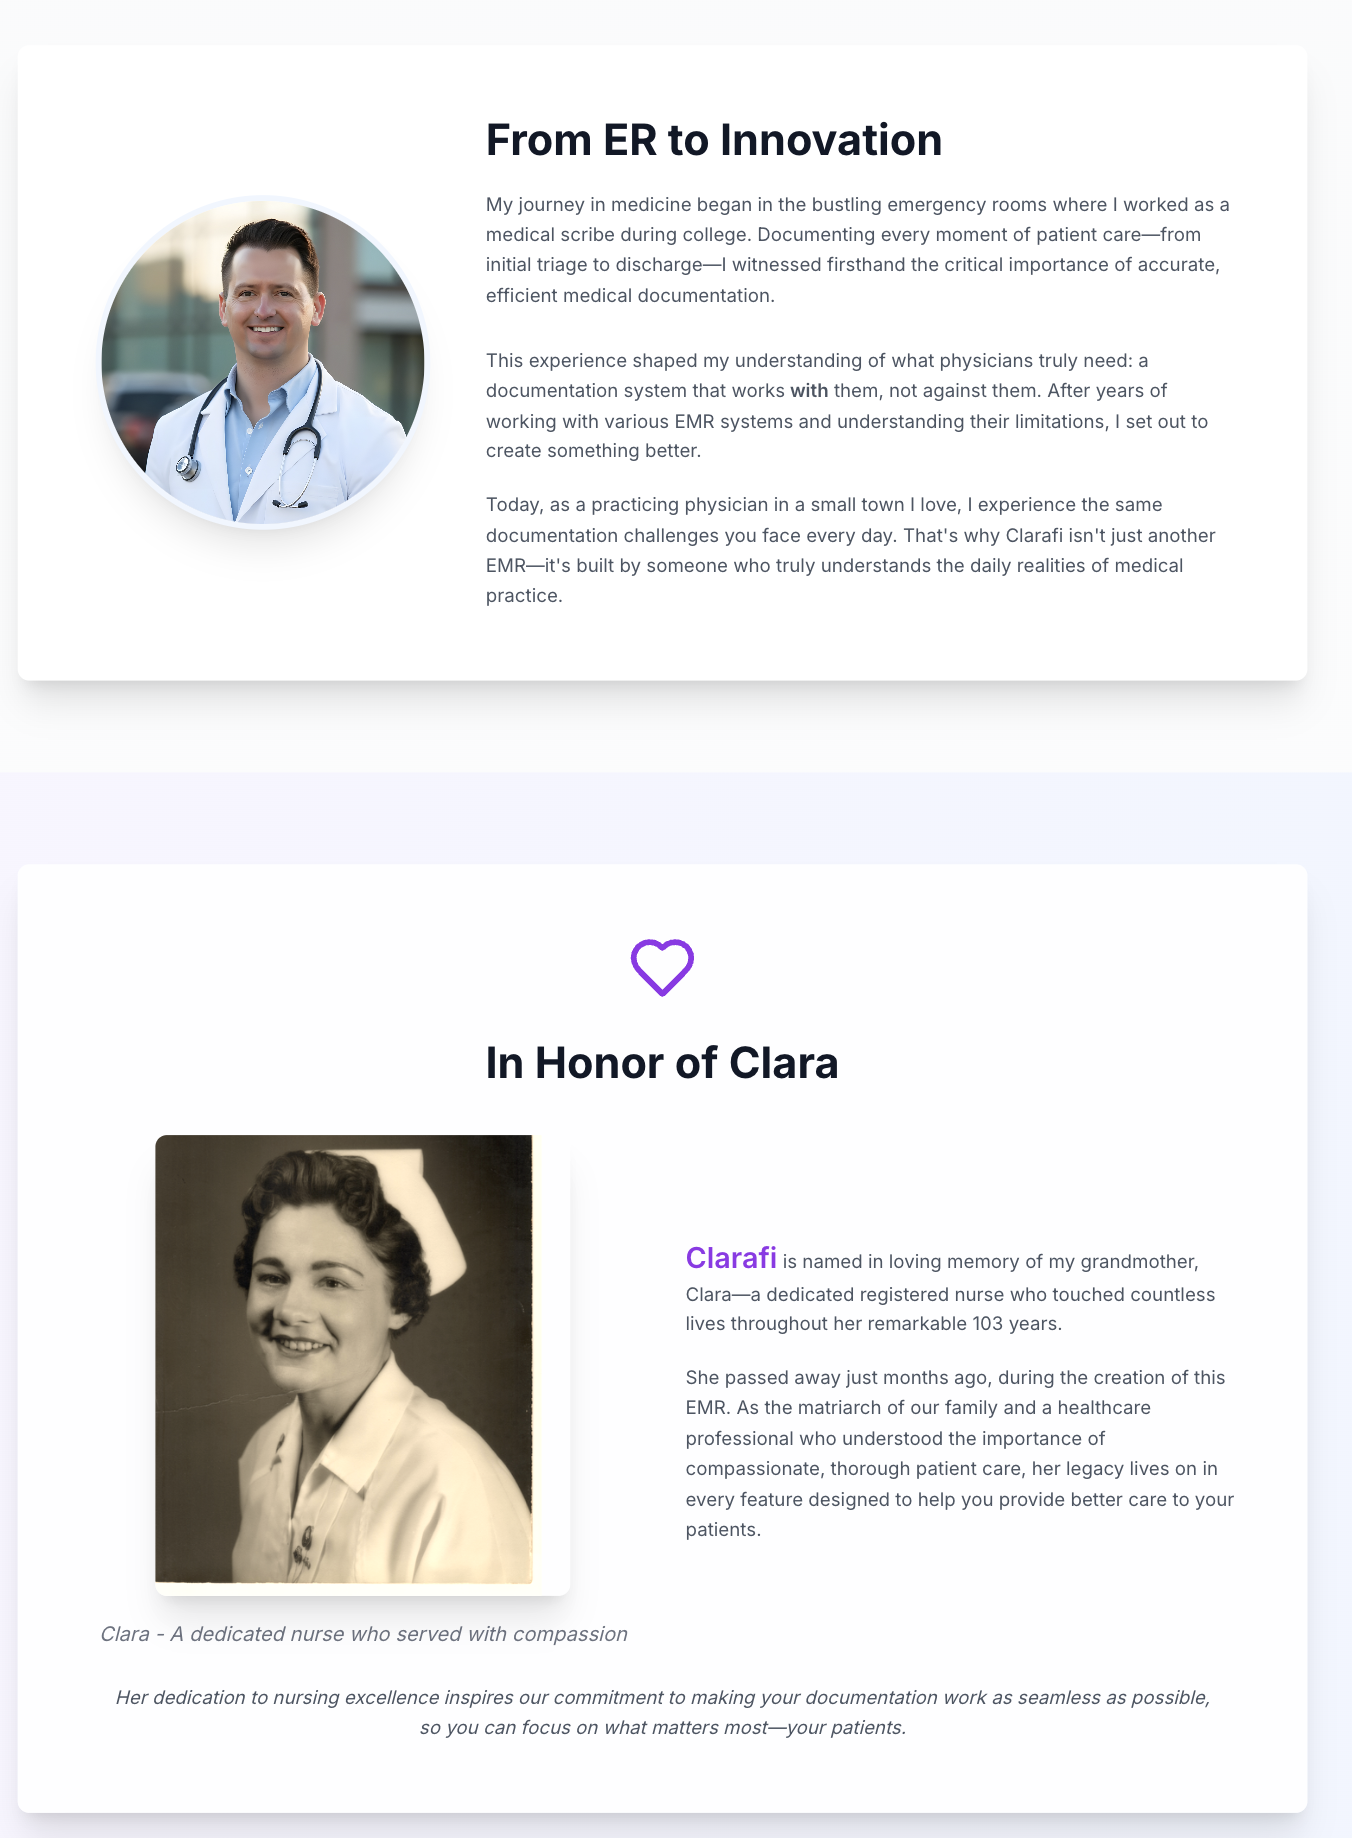 From ER to Innovation
My journey in medicine began in the bustling emergency rooms where I worked as a
medical scribe during college. Documenting every moment of patient care—from
initial triage to discharge—I witnessed firsthand the critical importance of accurate,
efficient medical documentation.
This experience shaped my understanding of what physicians truly need: a
documentation system that works with them, not against them. After years of
working with various EMR systems and understanding their limitations, I set out to
create something better.
Today, as a practicing physician in a small town I love, I experience the same
documentation challenges you face every day. That's why Clarafi isn't just another
EMR—it's built by someone who truly understands the daily realities of medical
practice.
In Honor of Clara
Clarafi is named in loving memory of my grandmother,
Clara—a dedicated registered nurse who touched countless
lives throughout her remarkable 103 years.
She passed away just months ago, during the creation of this
EMR. As the matriarch of our family and a healthcare
professional who understood the importance of
compassionate, thorough patient care, her legacy lives on in
every feature designed to help you provide better care to your
patients.
Clara - A dedicated nurse who served with compassion
Her dedication to nursing excellence inspires our commitment to making your documentation work as seamless as possible,
so you can focus on what matters most—your patients.